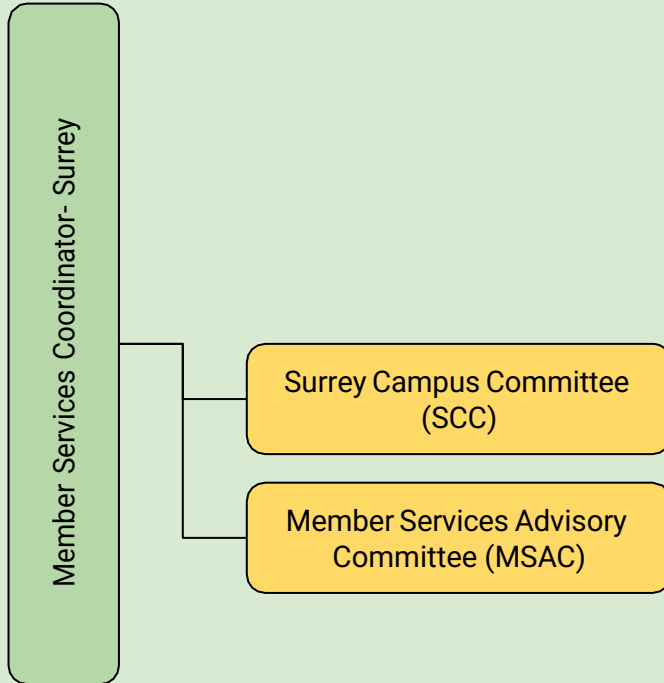 Member Services Coordinator- Surrey
Surrey Campus Committee
(SCC)
Member Services Advisory
Committee (MSAC)